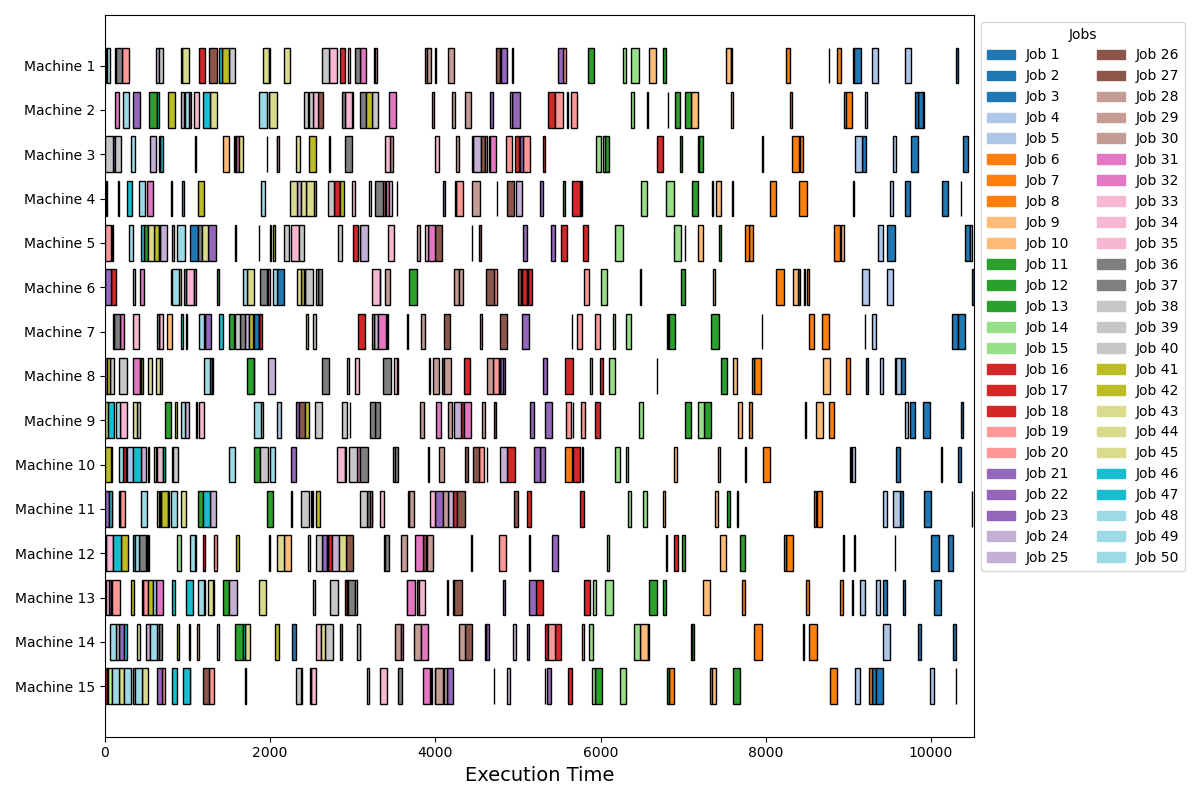 Machine 1
Machine 2
Machine 3
Machine 4
Machine 5
Machine 6
Machine 7
Machine 8
Machine 9
Machine 10
Machine 11
Machine 12
Machine 13
Machine 14
Machine 15
0 2000 4000 6000 8000 10000
Execution Time
Jobs
Job 1 Job 26
Job 2 Job 27
Job 3 Job 28
Job 4 Job 29
Job 5 Job 30
Job 6 Job 31
Job 7 Job 32
Job 8 Job 33
Job 9 Job 34
Job 10 Job 35
Job 11 Job 36
Job 12 Job 37
Job 13 Job 38
Job 14 Job 39
Job 15 Job 40
Job 16 Job 41
Job 17 Job 42
Job 18 Job 43
Job 19 Job 44
Job 20 Job 45
Job 21 Job 46
Job 22 Job 47
Job 23 Job 48
Job 24 Job 49
Job 25 Job 50